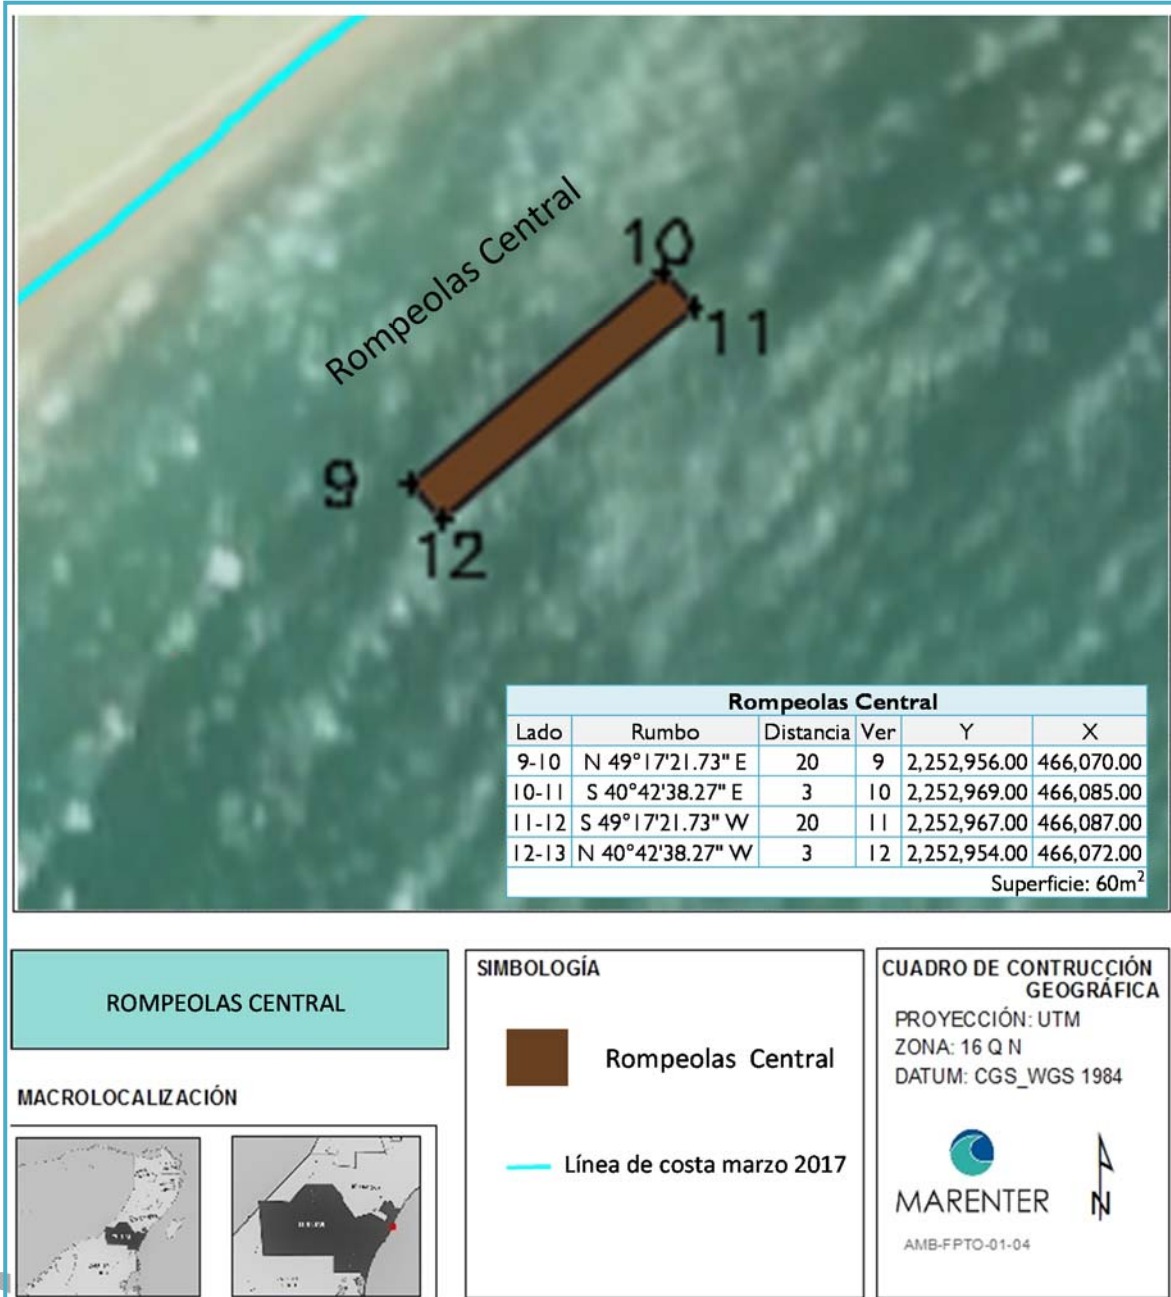 Rompeolas Central
10
11
9
12
Rompeolas Central
Lado Rumbo Distancia Ver Y X
9-10 N 49°17'21.73" E 20 9 2,252,956.00 466,070.00
10-11 S 40°42'38.27" E 3 10 2,252,969.00 466,085.00
11-12 S 49°17'21.73" W 20 11 2,252,967.00 466,087.00
12-13 N 40°42'38.27" W 3 12 2,252,954.00 466,072.00
Superficie: 60m²
ROMPEOLAS CENTRAL
MACROLOCALIZACIÓN
SIMBOLOGÍA
Rompeolas Central
Línea de costa marzo 2017
CUADRO DE CONTRUCCIÓN
GEOGRÁFICA
PROYECCIÓN: UTM
ZONA: 16 Q N
DATUM: CGS_WGS 1984
MARENTER
N
AMB-FPTO-01-04